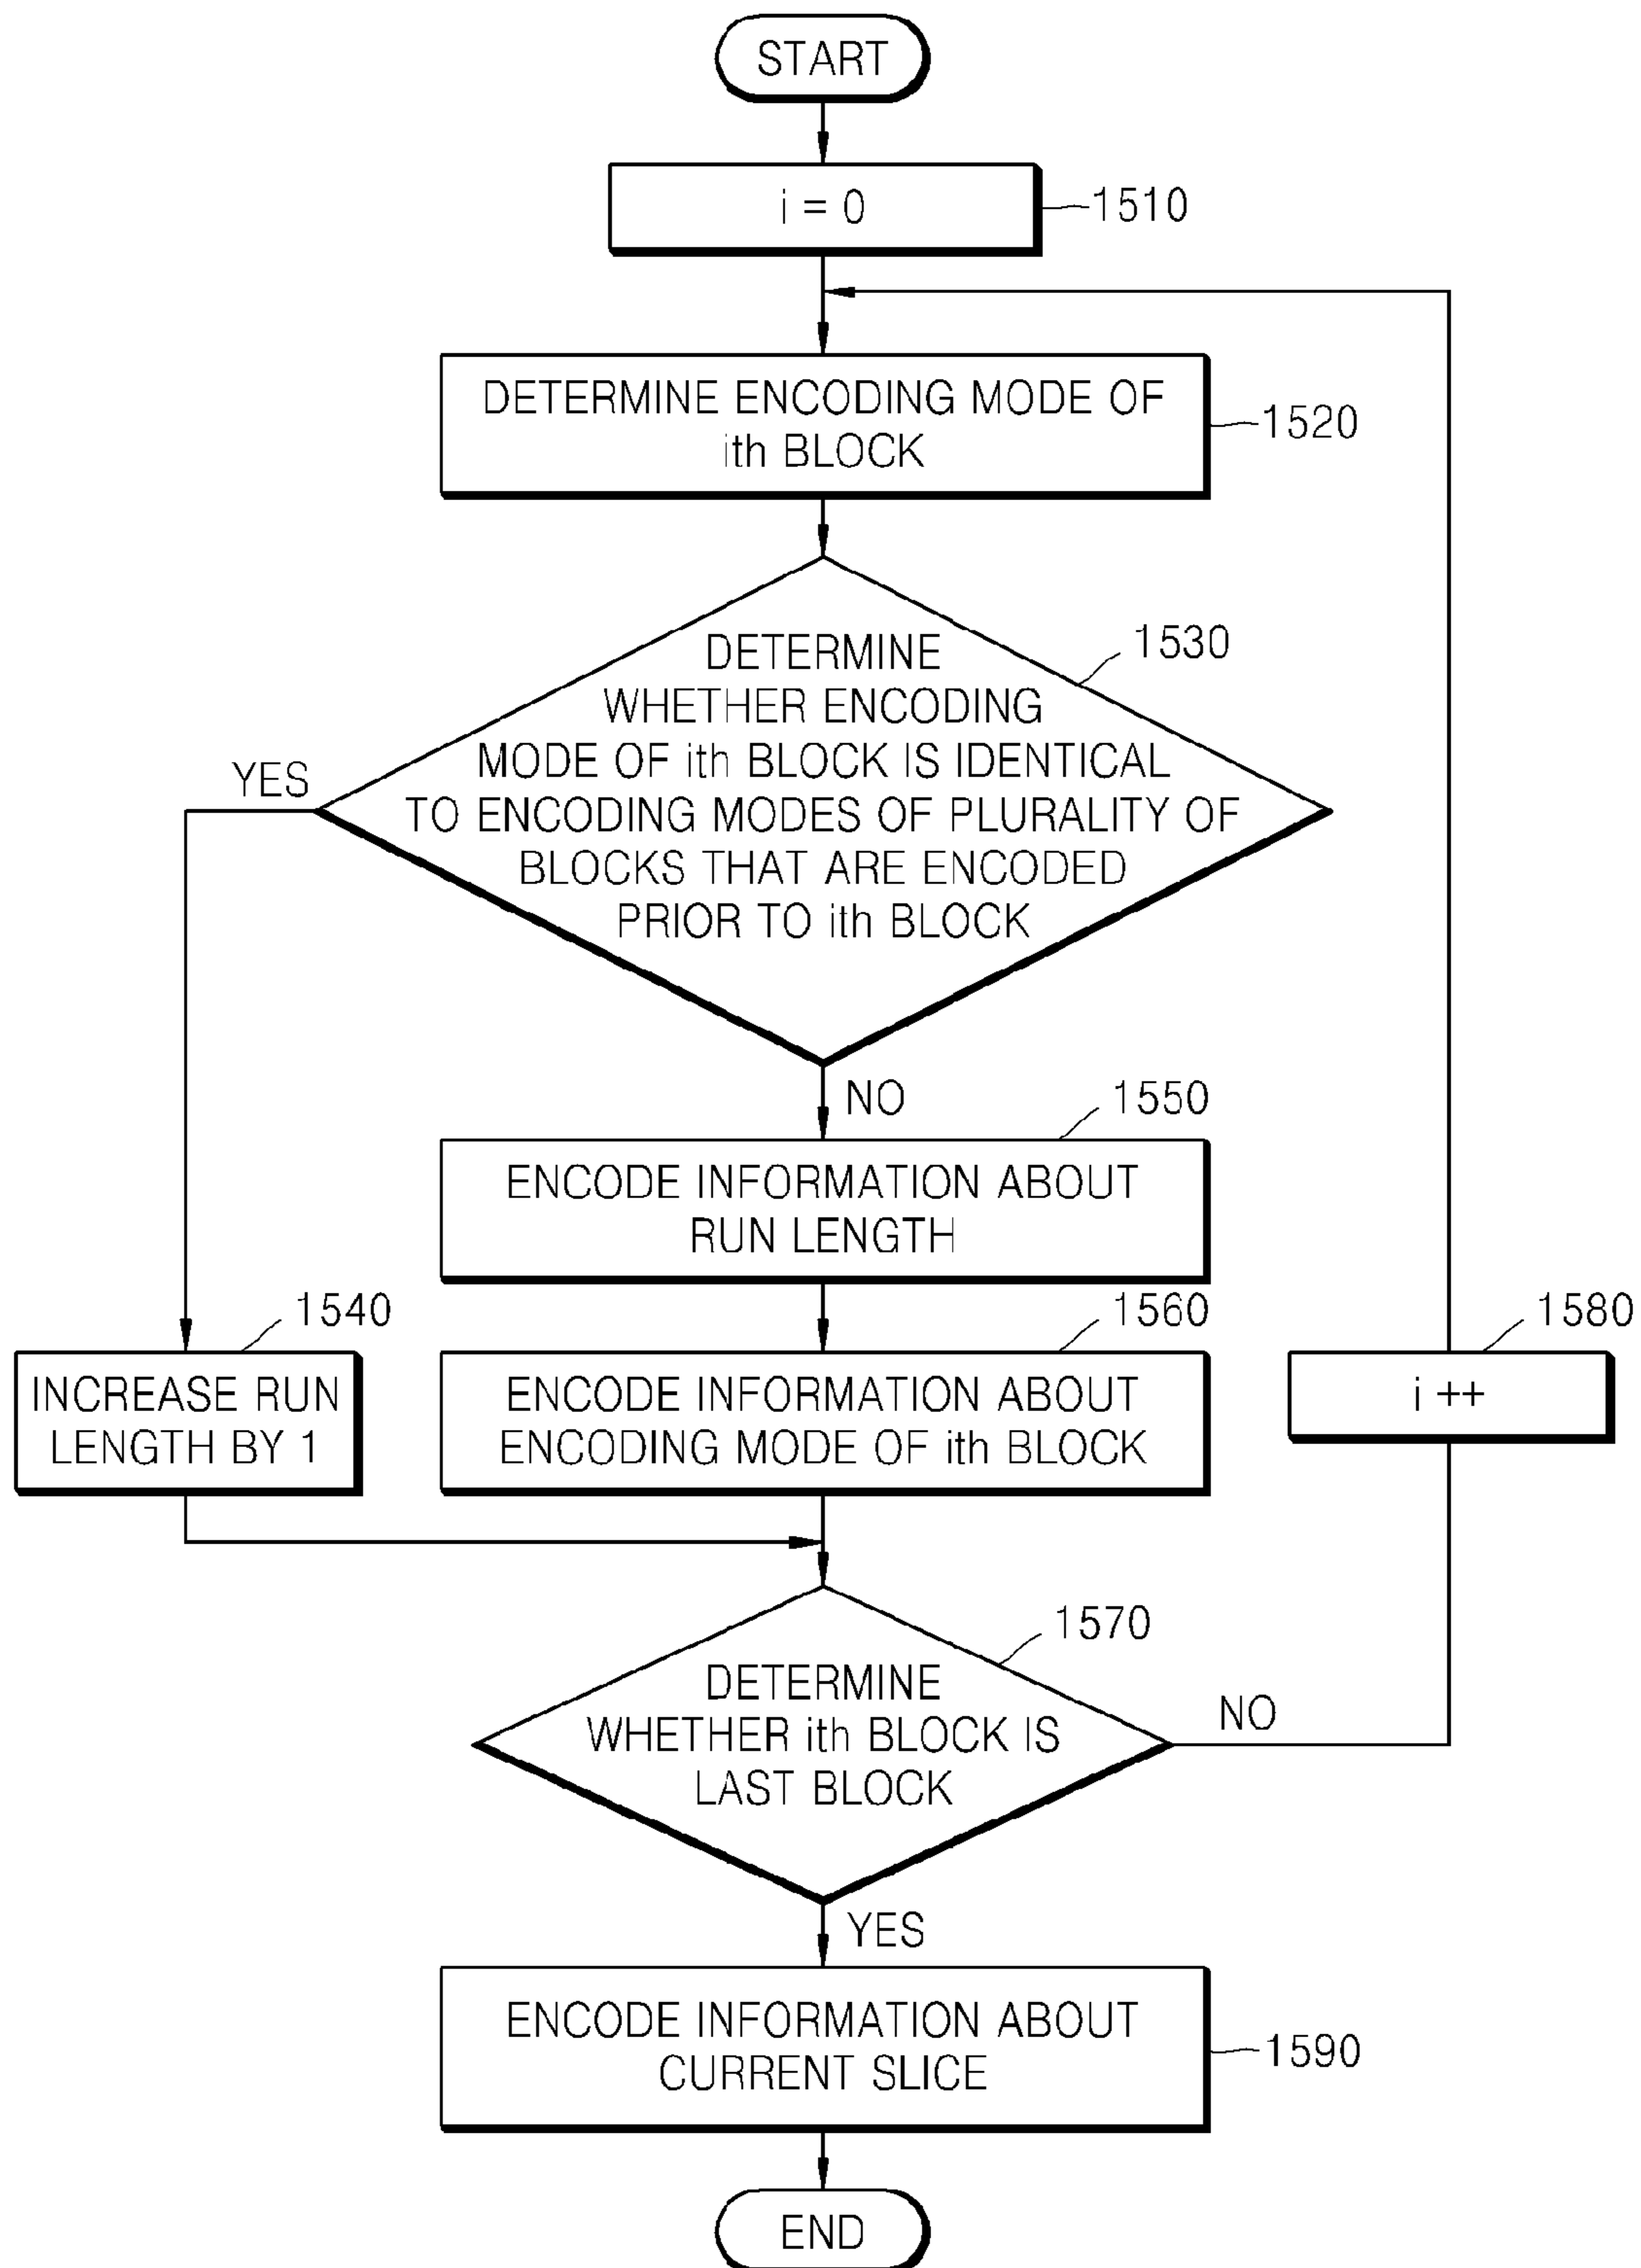 START
i = 0
1510
DETERMINE ENCODING MODE OF
ith BLOCK
1520
DETERMINE
WHETHER ENCODING
MODE OF ith BLOCK IS IDENTICAL
TO ENCODING MODES OF PLURALITY OF
BLOCKS THAT ARE ENCODED
PRIOR TO ith BLOCK
1530
YES
NO
1550
ENCODE INFORMATION ABOUT
RUN LENGTH
1540
INCREASE RUN
LENGTH BY 1
1560
ENCODE INFORMATION ABOUT
ENCODING MODE OF ith BLOCK
1580
i ++
1570
DETERMINE
WHETHER ith BLOCK IS
LAST BLOCK
NO
YES
ENCODE INFORMATION ABOUT
CURRENT SLICE
1590
END